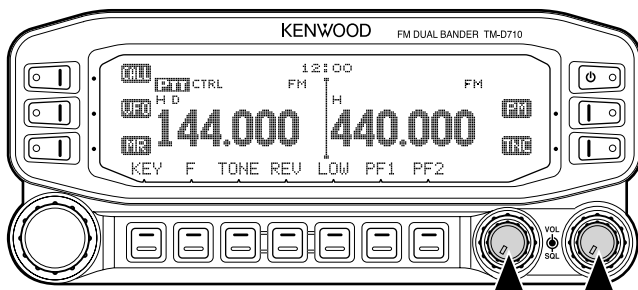 KENWOOD FM DUAL BANDER TM-D710
12:00
CALL PTT CTRL FM FM
H D H
VFO PM
144.000 440.000
MR TNC
KEY F TONE REV LOW PF1 PF2
VOL
SQL